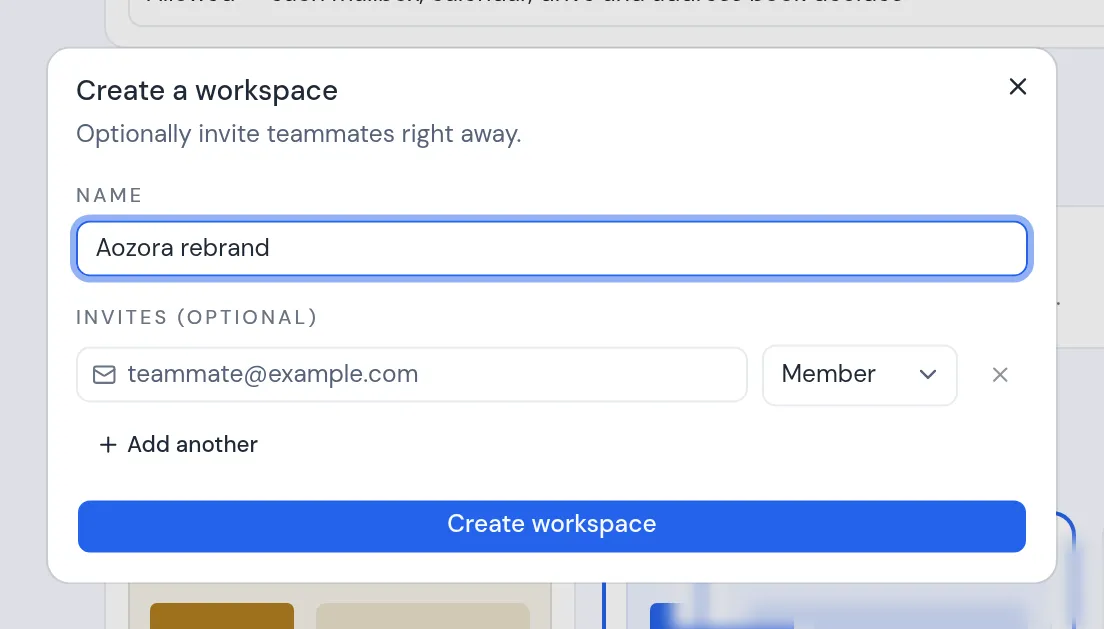 Create a workspace
Optionally invite teammates right away.
NAME
Aozora rebrand
INVITES (OPTIONAL)
teammate@example.com
Member
+ Add another
Create workspace